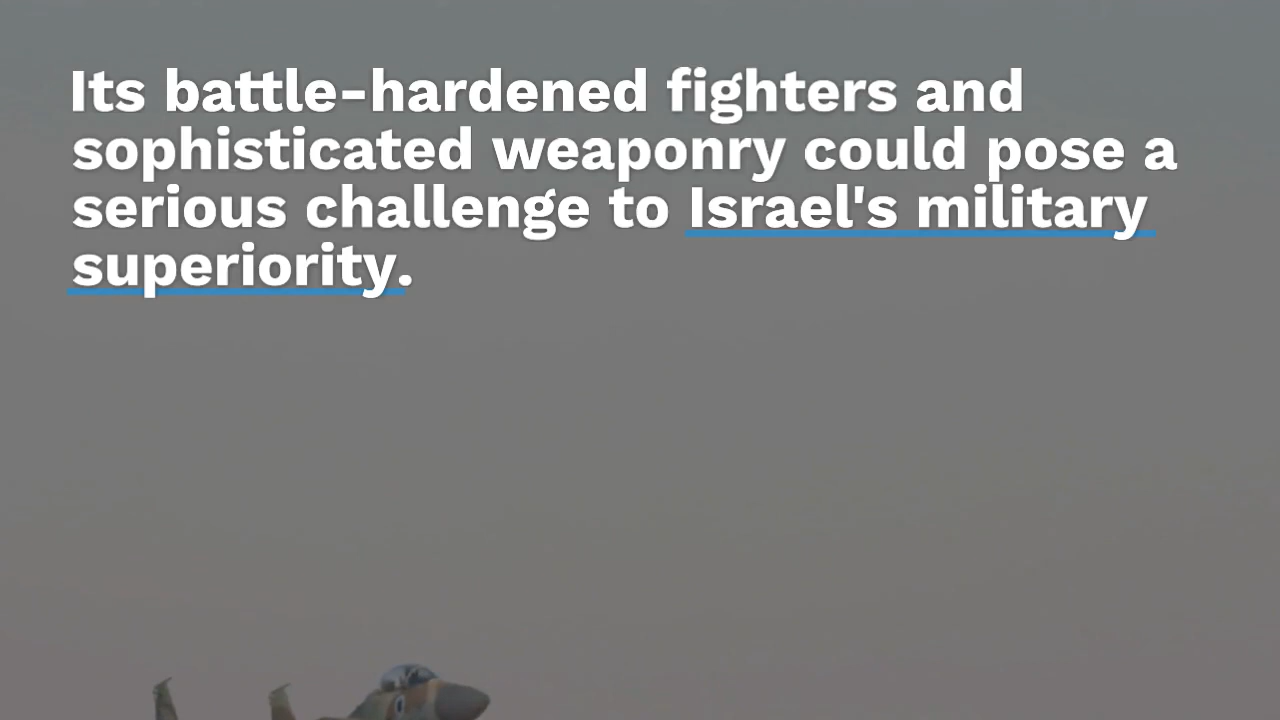 Its battle-hardened fighters and
sophisticated weaponry could pose a
serious challenge to Israel's military
superiority.